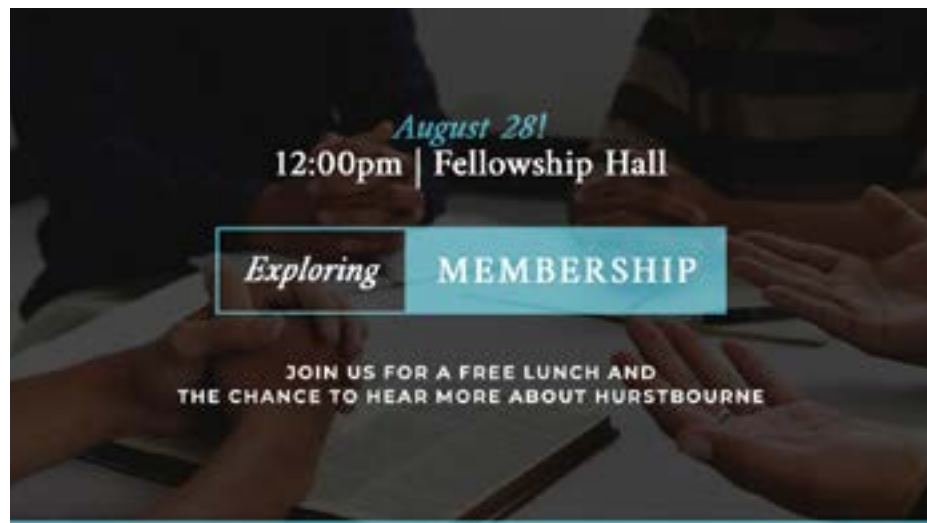 August 28!
12:00pm | Fellowship Hall
Exploring MEMBERSHIP
JOIN US FOR A FREE LUNCH AND
THE CHANCE TO HEAR MORE ABOUT HURSTBOURNE